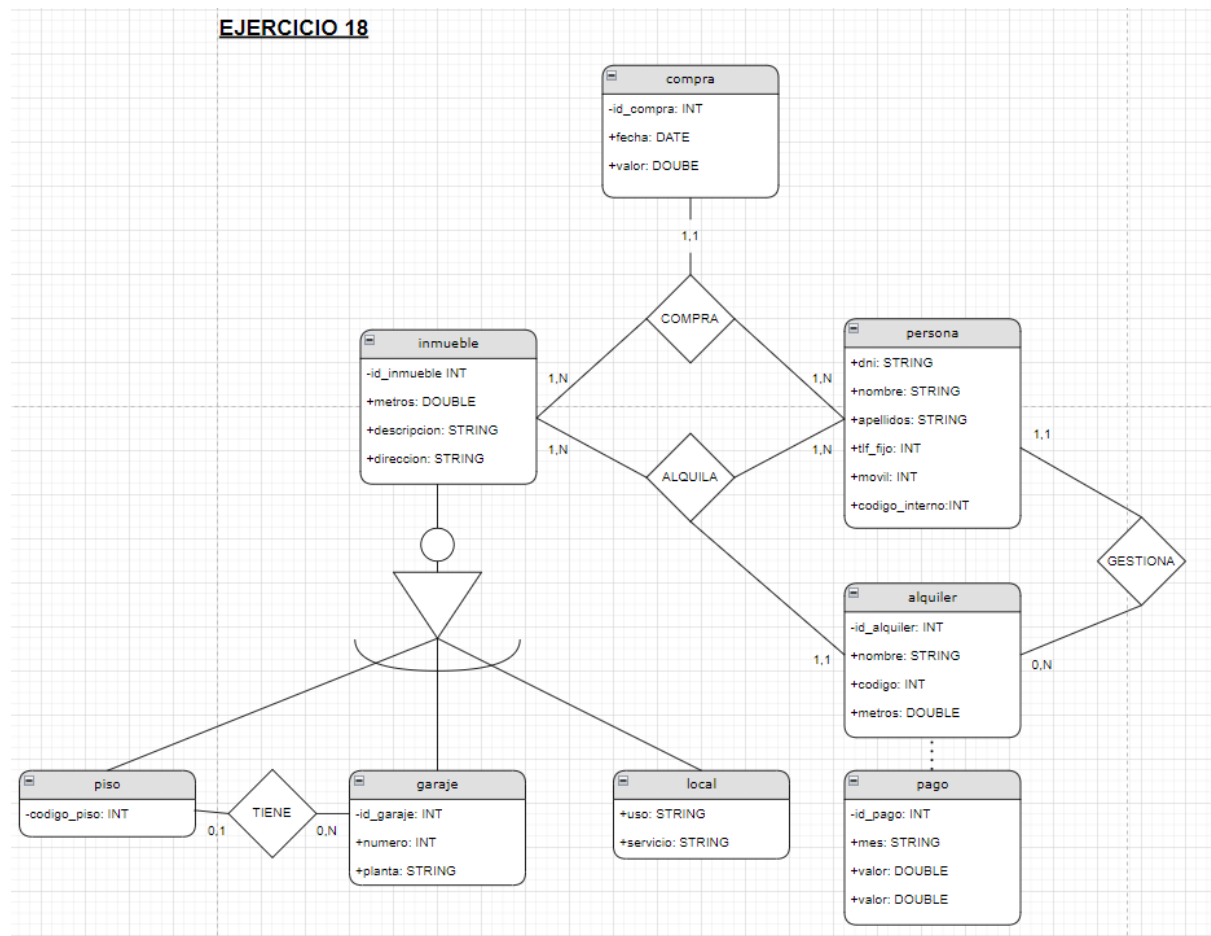 EJERCICIO 18
compra
-id_compra: INT
+fecha: DATE
+valor: DOUBE
1,1
COMPRA
inmueble
-id_inmueble INT
+metros: DOUBLE
+descripcion: STRING
+direccion: STRING
1,N
1,N
1,N
1,N
ALQUILA
persona
+dni: STRING
+nombre: STRING
+apellidos: STRING
+tlf_fijo: INT
+movil: INT
+codigo_interno:INT
1,1
GESTIONA
alquiler
-id_alquiler: INT
+nombre: STRING
+codigo: INT
+metros: DOUBLE
1,1
0,N
piso
-codigo_piso: INT
0,1
TIENE
0,N
garaje
-id_garaje: INT
+numero: INT
+planta: STRING
local
+uso: STRING
+servicio: STRING
pago
-id_pago: INT
+mes: STRING
+valor: DOUBLE
+valor: DOUBLE